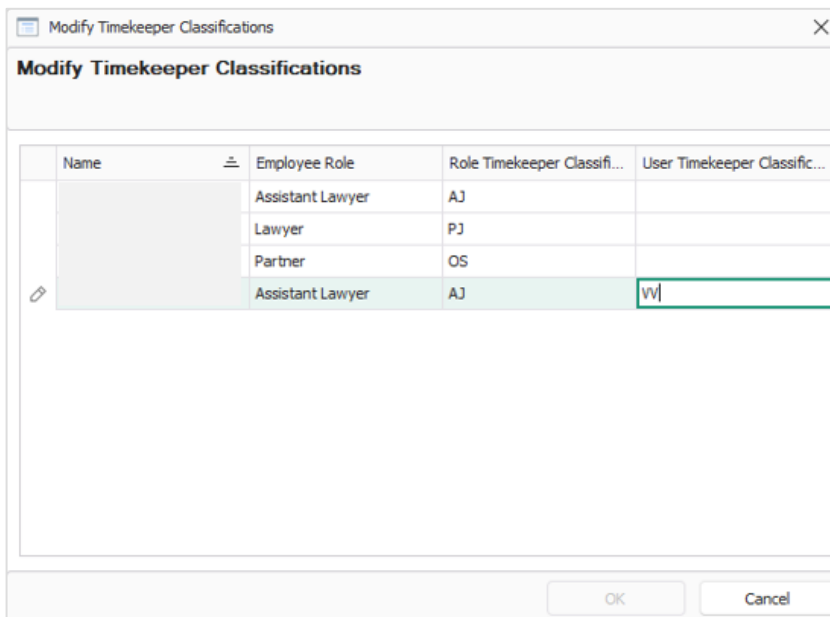 Modify Timekeeper Classifications
Modify Timekeeper Classifications
Name Employee Role Role Timekeeper Classifi... User Timekeeper Classific...
Assistant Lawyer AJ
Lawyer PJ
Partner OS
Assistant Lawyer AJ VV
OK Cancel